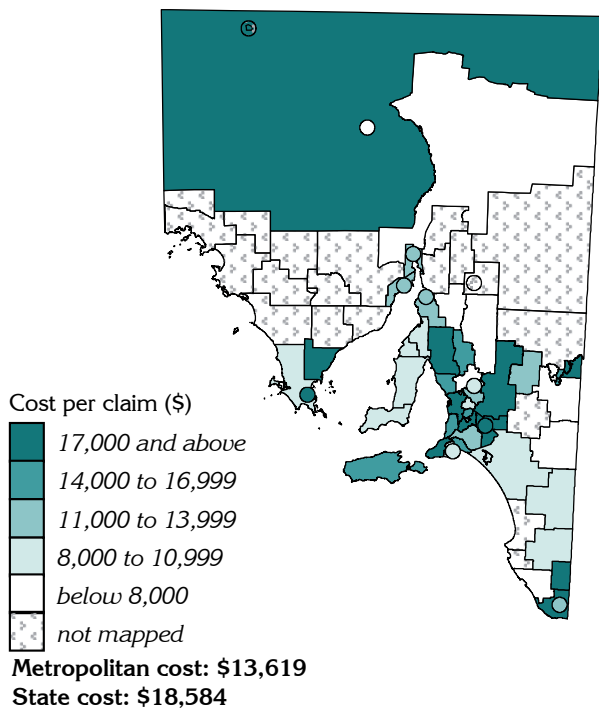 Cost per claim ($)
17,000 and above
14,000 to 16,999
11,000 to 13,999
8,000 to 10,999
below 8,000
not mapped
Metropolitan cost: $13,619
State cost: $18,584